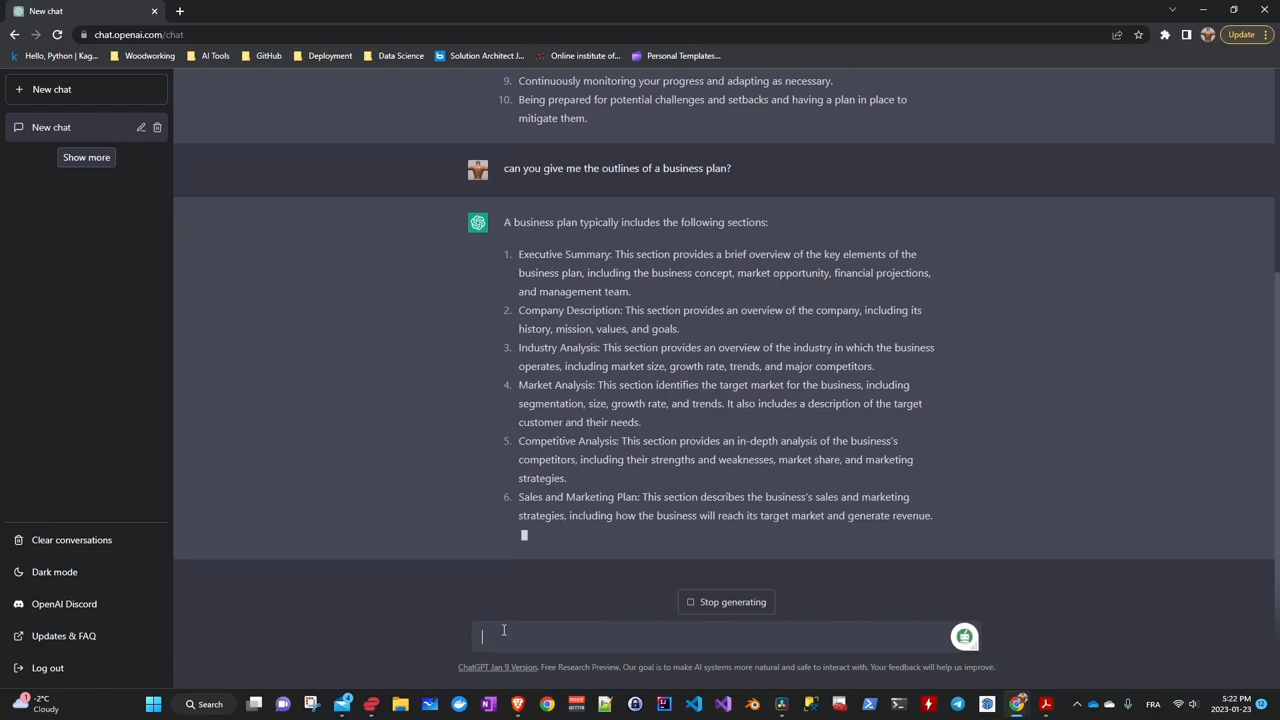 New chat
chat.openai.com/chat
Update
Hello, Python | Kag...
Woodworking
AI Tools
GitHub
Deployment
Data Science
Solution Architect J...
Online institute of...
Personal Templates...
New chat
New chat
Show more
9. Continuously monitoring your progress and adapting as necessary.
10. Being prepared for potential challenges and setbacks and having a plan in place to
mitigate them.
can you give me the outlines of a business plan?
A business plan typically includes the following sections:
1. Executive Summary: This section provides a brief overview of the key elements of the
business plan, including the business concept, market opportunity, financial projections,
and management team.
2. Company Description: This section provides an overview of the company, including its
history, mission, values, and goals.
3. Industry Analysis: This section provides an overview of the industry in which the business
operates, including market size, growth rate, trends, and major competitors.
4. Market Analysis: This section identifies the target market for the business, including
segmentation, size, growth rate, and trends. It also includes a description of the target
customer and their needs.
5. Competitive Analysis: This section provides an in-depth analysis of the business's
competitors, including their strengths and weaknesses, market share, and marketing
strategies.
6. Sales and Marketing Plan: This section describes the business's sales and marketing
strategies, including how the business will reach its target market and generate revenue.
Clear conversations
Dark mode
OpenAI Discord
Updates & FAQ
Log out
Stop generating
ChatGPT Jan 9 Version. Free Research Preview. Our goal is to make AI systems more natural and safe to interact with. Your feedback will help us improve.
-2°C
Cloudy
Search
FRA
5:22 PM
2023-01-23